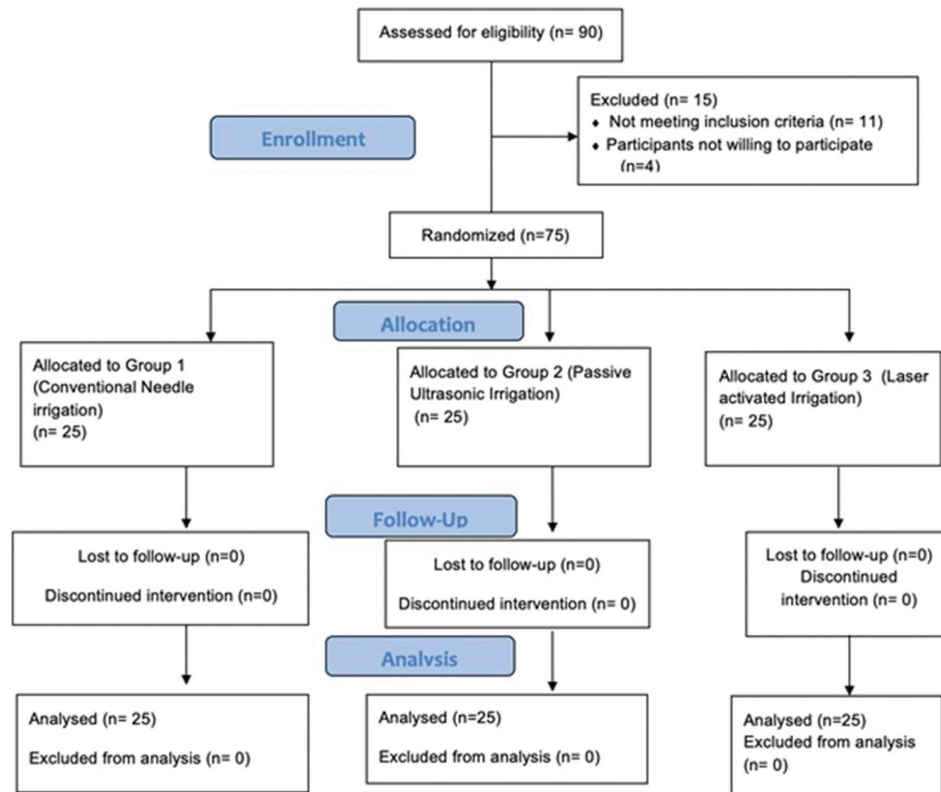 Assessed for eligibility (n= 90)
Excluded (n= 15)
♦ Not meeting inclusion criteria (n= 11)
♦ Participants not willing to participate
(n=4)
Enrollment
Randomized (n=75)
Allocation
Allocated to Group 1
(Conventional Needle
irrigation)
(n= 25)
Allocated to Group 2 (Passive
Ultrasonic Irrigation)
(n= 25)
Allocated to Group 3 (Laser
activated Irrigation)
(n= 25)
Follow-Up
Lost to follow-up (n=0)
Discontinued intervention (n=0)
Lost to follow-up (n=0)
Discontinued intervention (n= 0)
Lost to follow-up (n=0)
Discontinued
intervention (n= 0)
Analysis
Analysed (n= 25)
Excluded from analysis (n= 0)
Analysed (n=25)
Excluded from analysis (n= 0)
Analysed (n=25)
Excluded from analysis
(n= 0)